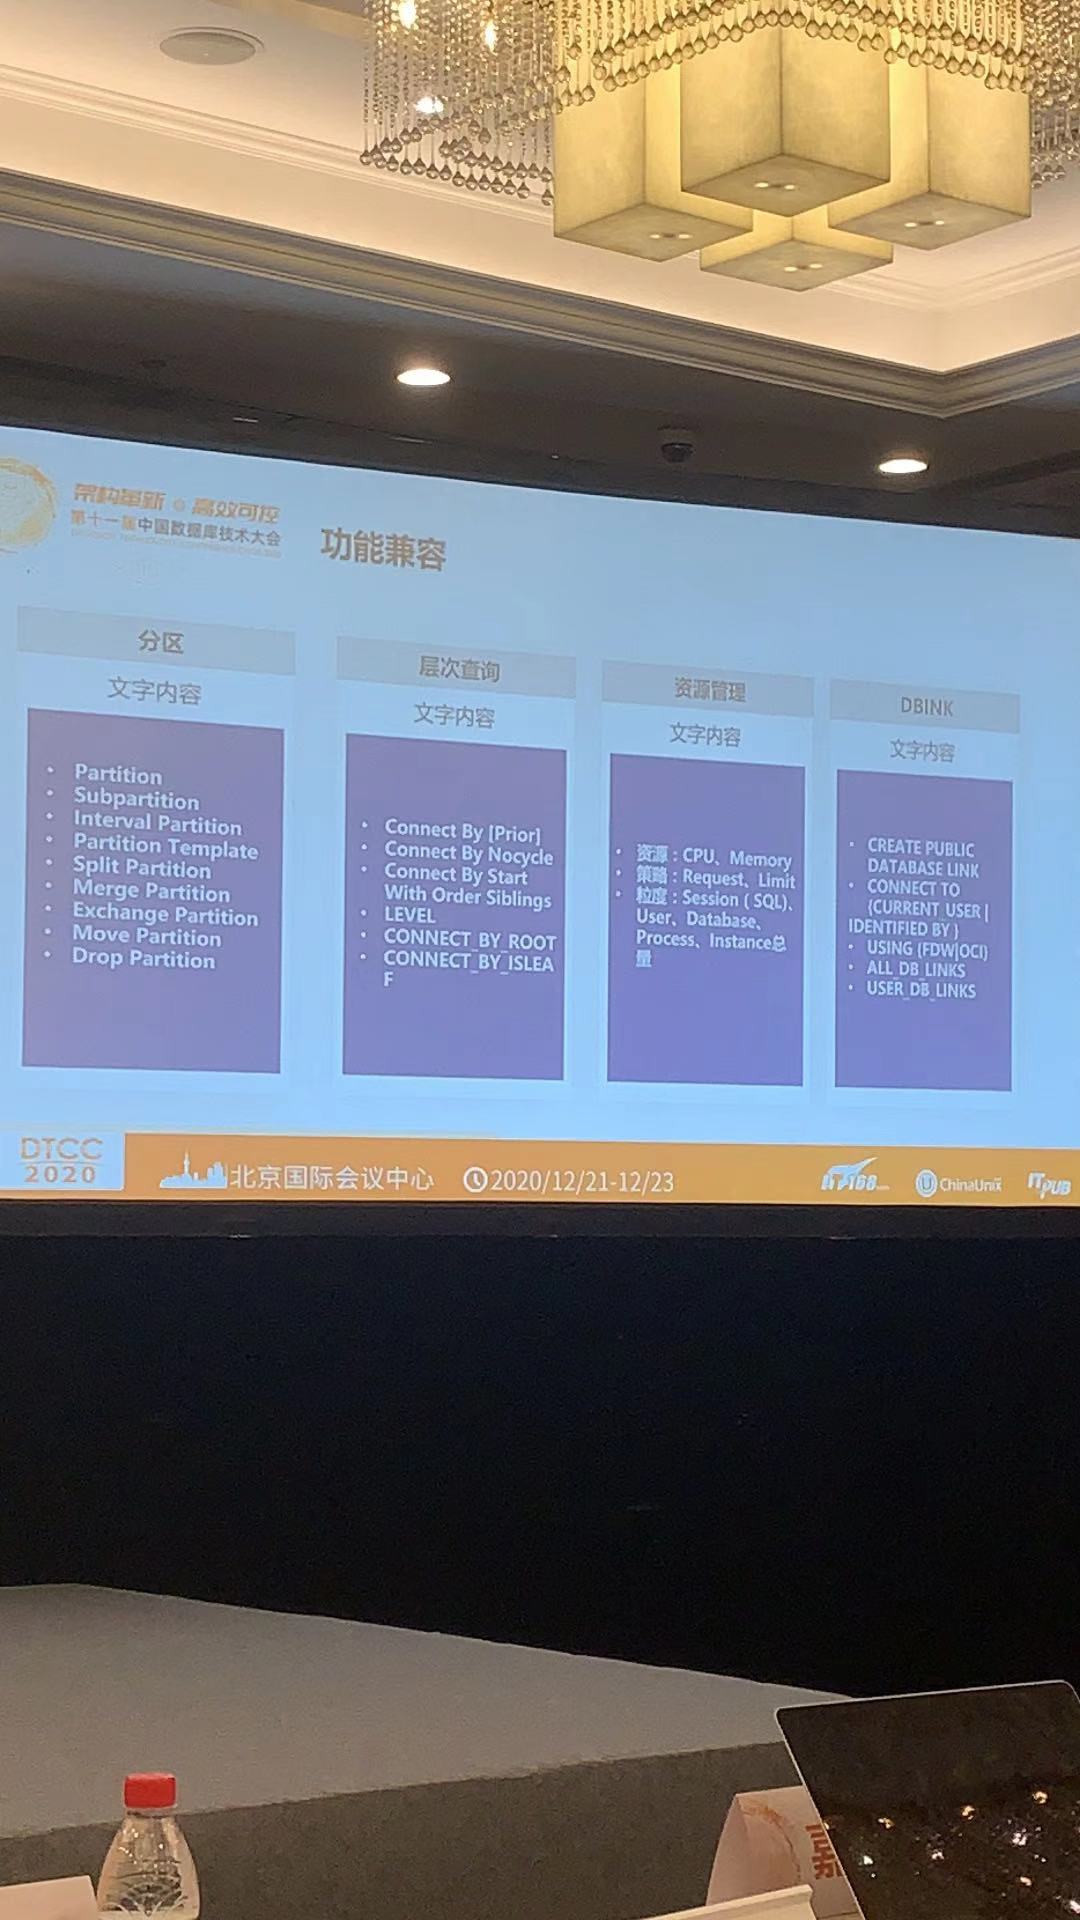 架构革新 高效可控
第十一届中国数据库技术大会
功能兼容
分区
文字内容
• Partition
• Subpartition
• Interval Partition
• Partition Template
• Split Partition
• Merge Partition
• Exchange Partition
• Move Partition
• Drop Partition
层次查询
文字内容
• Connect By [Prior]
• Connect By Nocycle
• Connect By Start
With Order Siblings
• LEVEL
• CONNECT_BY_ROOT
• CONNECT_BY_ISLEA
F
资源管理
文字内容
• 资源：CPU、Memory
• 策略：Request、Limit
• 粒度：Session ( SQL)、
User、Database、
Process、Instance总
量
DBINK
文字内容
• CREATE PUBLIC
DATABASE LINK
• CONNECT TO
{CURRENT_USER |
IDENTIFIED BY }
• USING {FDW|OCI}
• ALL_DB_LINKS
• USER_DB_LINKS
DTCC
2020
北京国际会议中心
2020/12/21-12/23
IT168.com
ChinaUnix
ITPUB